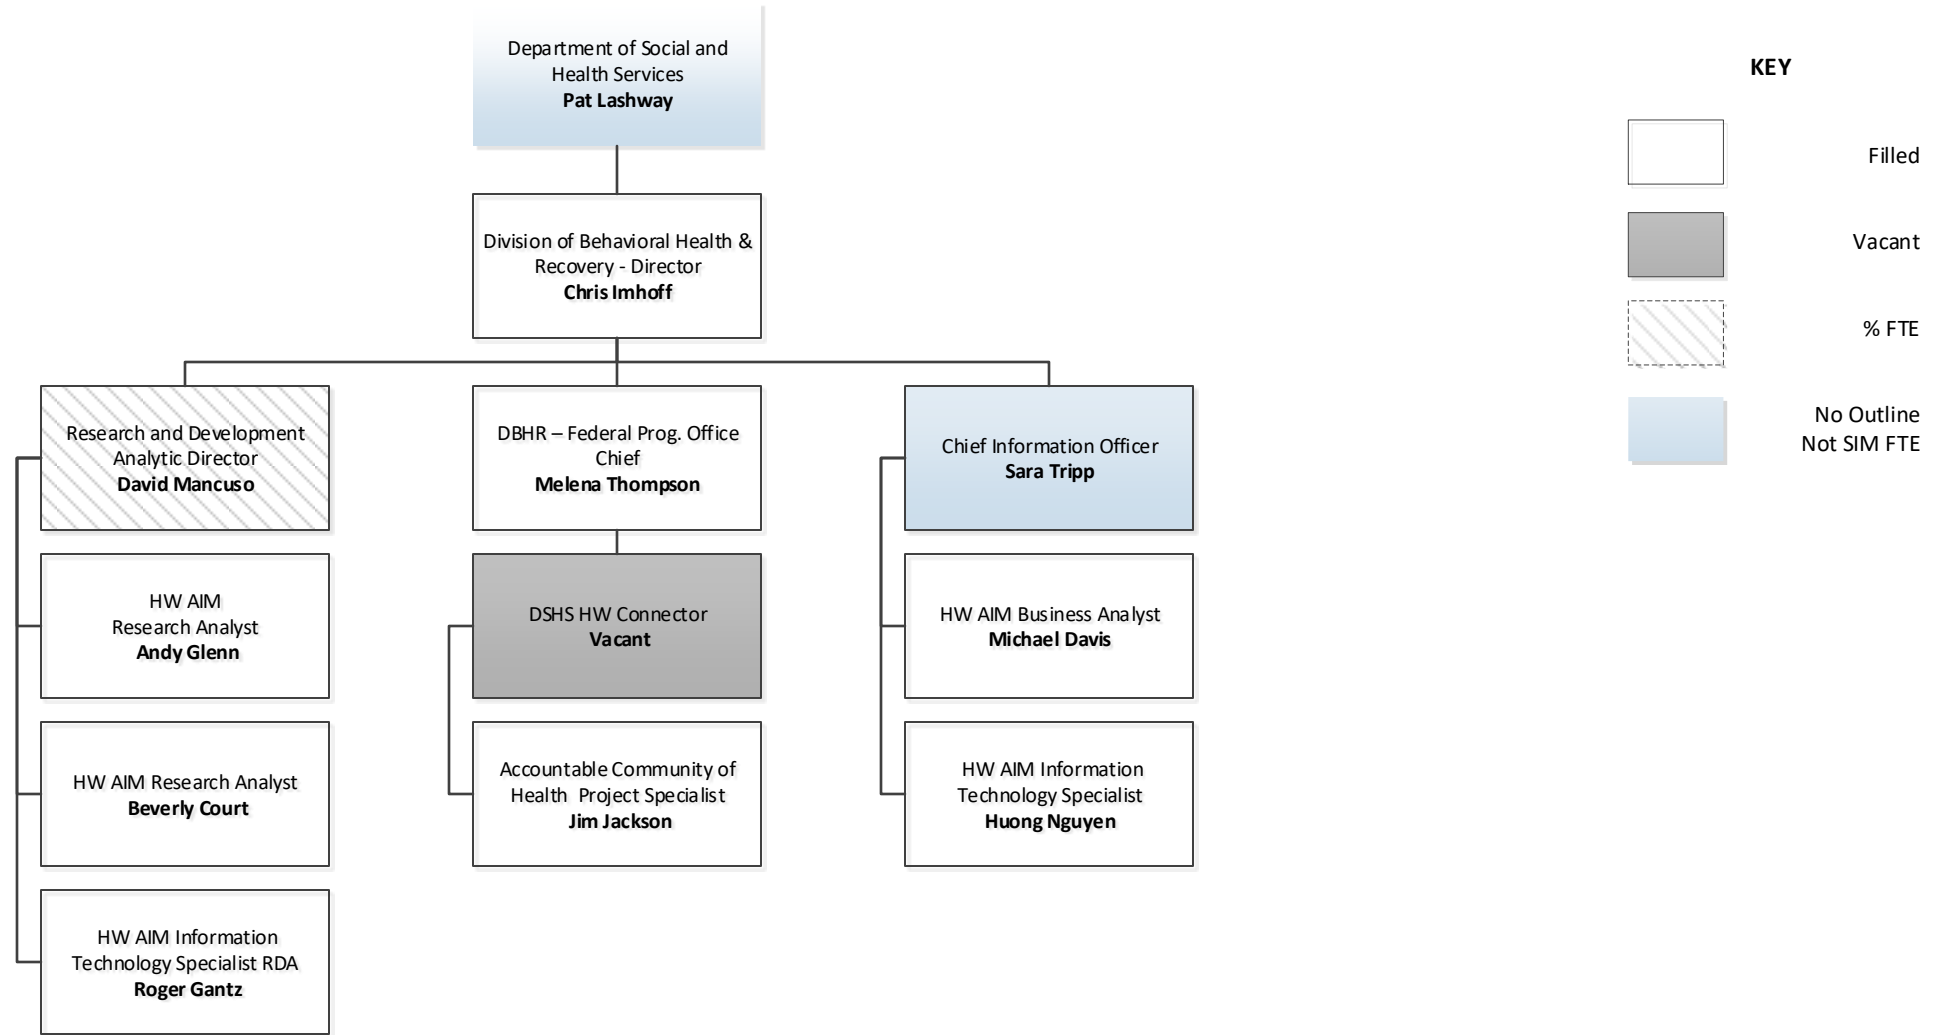 Department of Social and
Health Services
Pat Lashway
Division of Behavioral Health &
Recovery - Director
Chris Imhoff
Research and Development
Analytic Director
David Mancuso
HW AIM
Research Analyst
Andy Glenn
HW AIM Research Analyst
Beverly Court
HW AIM Information
Technology Specialist RDA
Roger Gantz
DBHR – Federal Prog. Office
Chief
Melena Thompson
DSHS HW Connector
Vacant
Accountable Community of
Health Project Specialist
Jim Jackson
Chief Information Officer
Sara Tripp
HW AIM Business Analyst
Michael Davis
HW AIM Information
Technology Specialist
Huong Nguyen
KEY
Filled
Vacant
% FTE
No Outline
Not SIM FTE